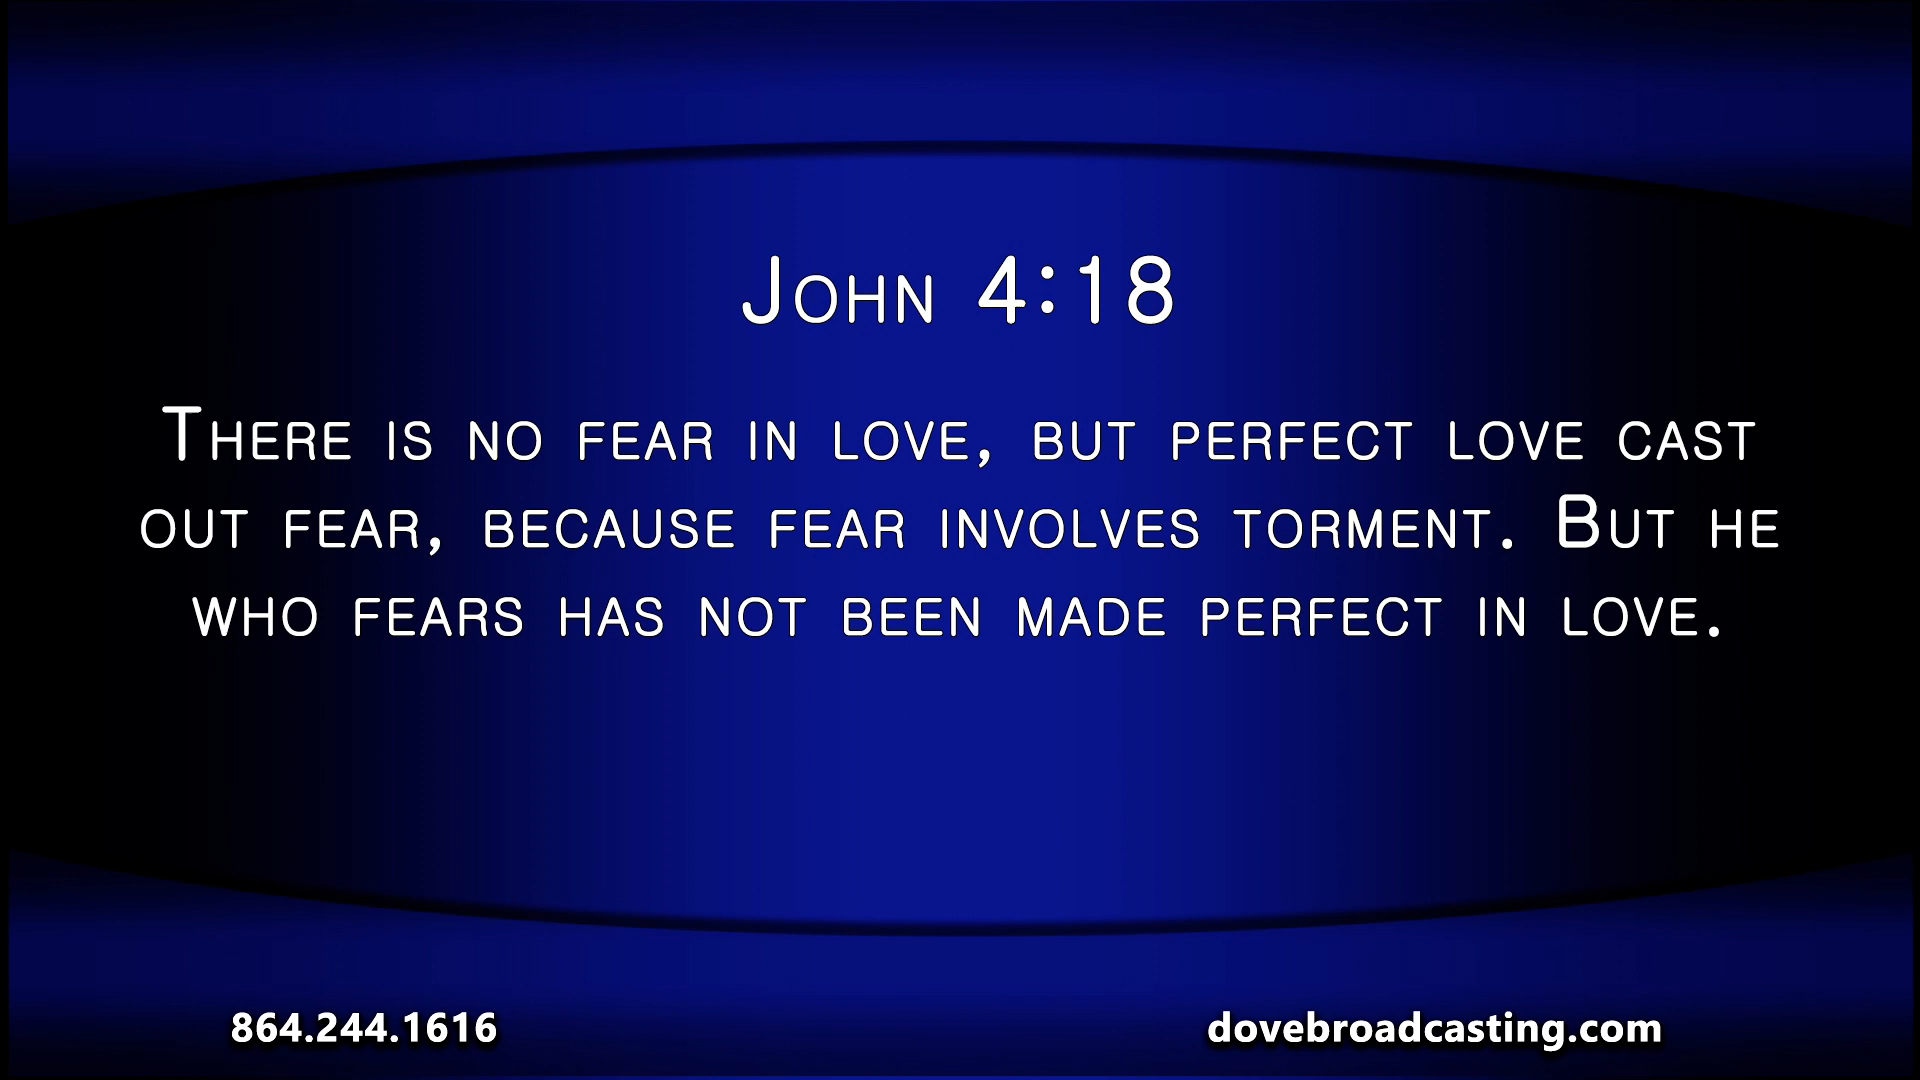 John 4:18
There is no fear in love, but perfect love cast
out fear, because fear involves torment. But he
who fears has not been made perfect in love.
864.244.1616
dovebroadcasting.com